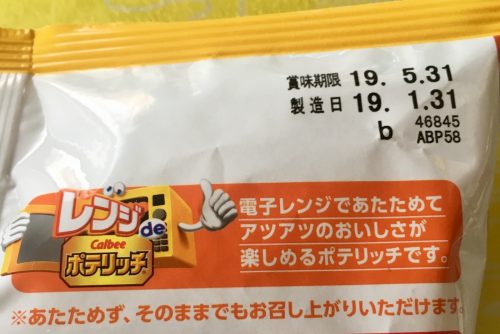 賞味期限 19. 5.31
製造日 19. 1.31
b 46845
ABP58
レンジde
Calbee
ポテリッチ
電子レンジであたためて
アツアツのおいしさが
楽しめるポテリッチです。
※あたためず、そのままでもお召し上がりいただけます。